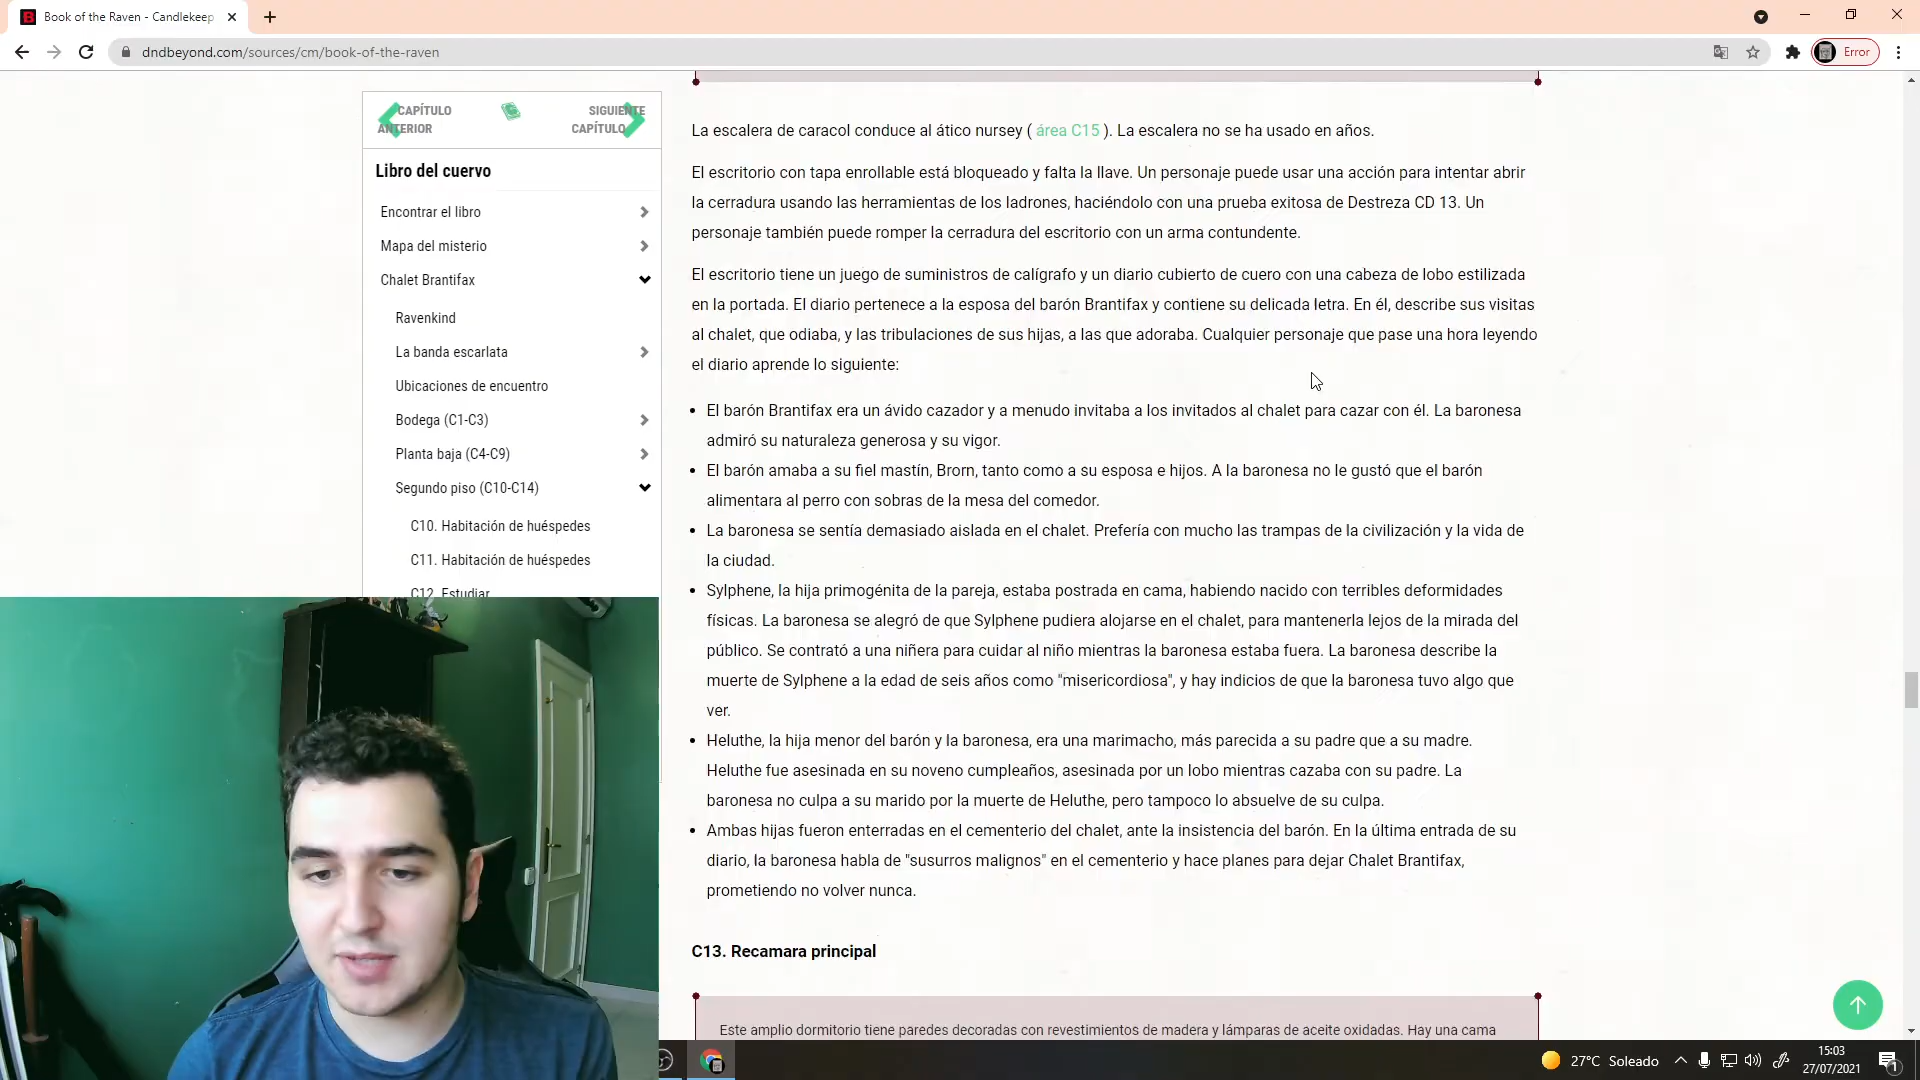 Book of the Raven - Candlekeep
dndbeyond.com/sources/cm/book-of-the-raven
Error
CAPÍTULO
ANTERIOR
SIGUIENTE
CAPÍTULO
Libro del cuervo
Encontrar el libro
Mapa del misterio
Chalet Brantifax
Ravenkind
La banda escarlata
Ubicaciones de encuentro
Bodega (C1-C3)
Planta baja (C4-C9)
Segundo piso (C10-C14)
C10. Habitación de huéspedes
C11. Habitación de huéspedes
C12. Estudiar
La escalera de caracol conduce al ático nursey ( área C15 ). La escalera no se ha usado en años.
El escritorio con tapa enrollable está bloqueado y falta la llave. Un personaje puede usar una acción para intentar abrir
la cerradura usando las herramientas de los ladrones, haciéndolo con una prueba exitosa de Destreza CD 13. Un
personaje también puede romper la cerradura del escritorio con un arma contundente.
El escritorio tiene un juego de suministros de calígrafo y un diario cubierto de cuero con una cabeza de lobo estilizada
en la portada. El diario pertenece a la esposa del barón Brantifax y contiene su delicada letra. En él, describe sus visitas
al chalet, que odiaba, y las tribulaciones de sus hijas, a las que adoraba. Cualquier personaje que pase una hora leyendo
el diario aprende lo siguiente:
• El barón Brantifax era un ávido cazador y a menudo invitaba a los invitados al chalet para cazar con él. La baronesa
admiró su naturaleza generosa y su vigor.
• El barón amaba a su fiel mastín, Brorn, tanto como a su esposa e hijos. A la baronesa no le gustó que el barón
alimentara al perro con sobras de la mesa del comedor.
• La baronesa se sentía demasiado aislada en el chalet. Prefería con mucho las trampas de la civilización y la vida de
la ciudad.
• Sylphene, la hija primogénita de la pareja, estaba postrada en cama, habiendo nacido con terribles deformidades
físicas. La baronesa se alegró de que Sylphene pudiera alojarse en el chalet, para mantenerla lejos de la mirada del
público. Se contrató a una niñera para cuidar al niño mientras la baronesa estaba fuera. La baronesa describe la
muerte de Sylphene a la edad de seis años como "misericordiosa", y hay indicios de que la baronesa tuvo algo que
ver.
• Heluthe, la hija menor del barón y la baronesa, era una marimacho, más parecida a su padre que a su madre.
Heluthe fue asesinada en su noveno cumpleaños, asesinada por un lobo mientras cazaba con su padre. La
baronesa no culpa a su marido por la muerte de Heluthe, pero tampoco lo absuelve de su culpa.
• Ambas hijas fueron enterradas en el cementerio del chalet, ante la insistencia del barón. En la última entrada de su
diario, la baronesa habla de "susurros malignos" en el cementerio y hace planes para dejar Chalet Brantifax,
prometiendo no volver nunca.
C13. Recamara principal
Este amplio dormitorio tiene paredes decoradas con revestimientos de madera y lámparas de aceite oxidadas. Hay una cama
27°C Soleado
15:03
27/07/2021
1